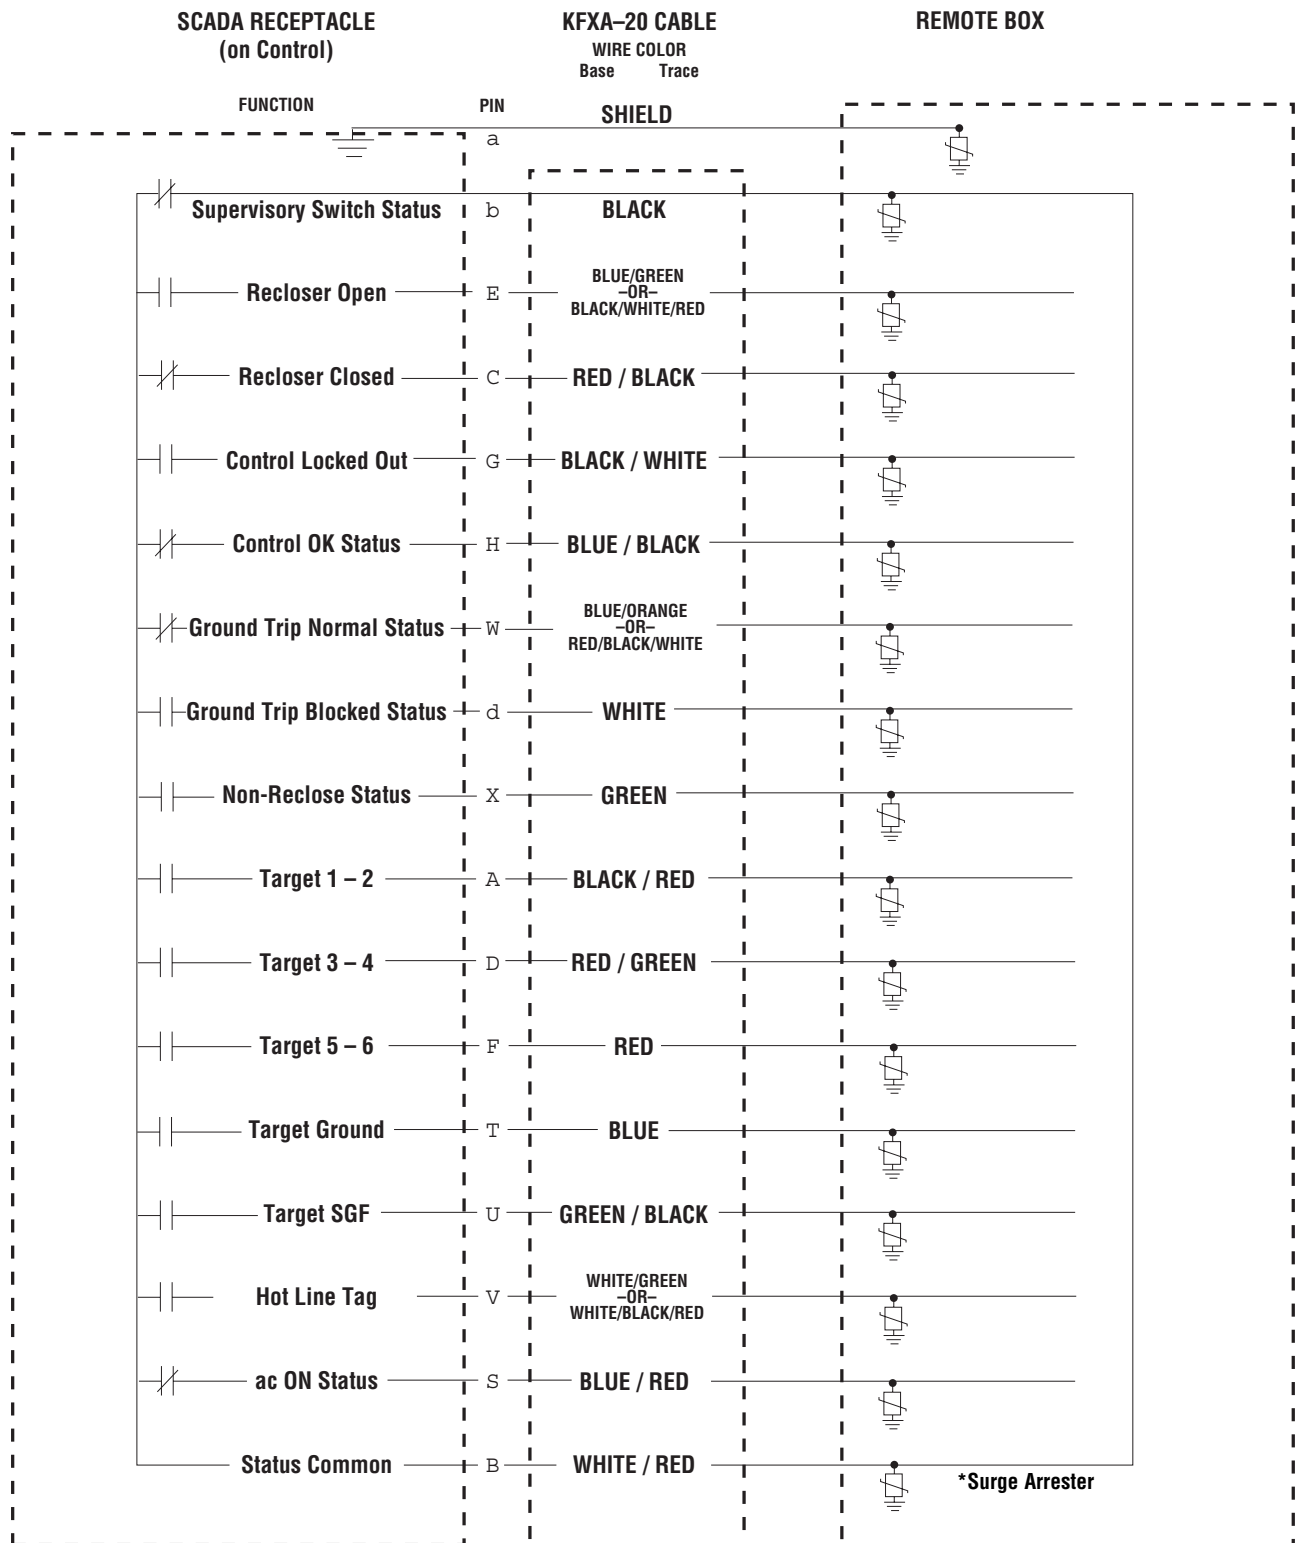 SCADA RECEPTACLE
(on Control)
KFXA–20 CABLE
WIRE COLOR
Base Trace
REMOTE BOX
FUNCTION PIN SHIELD
a
Supervisory Switch Status b BLACK
Recloser Open E BLUE/GREEN
–OR–
BLACK/WHITE/RED
Recloser Closed C RED / BLACK
Control Locked Out G BLACK / WHITE
Control OK Status H BLUE / BLACK
Ground Trip Normal Status W BLUE/ORANGE
–OR–
RED/BLACK/WHITE
Ground Trip Blocked Status d WHITE
Non-Reclose Status X GREEN
Target 1 – 2 A BLACK / RED
Target 3 – 4 D RED / GREEN
Target 5 – 6 F RED
Target Ground T BLUE
Target SGF U GREEN / BLACK
Hot Line Tag V WHITE/GREEN
–OR–
WHITE/BLACK/RED
ac ON Status S BLUE / RED
Status Common B WHITE / RED
*Surge Arrester